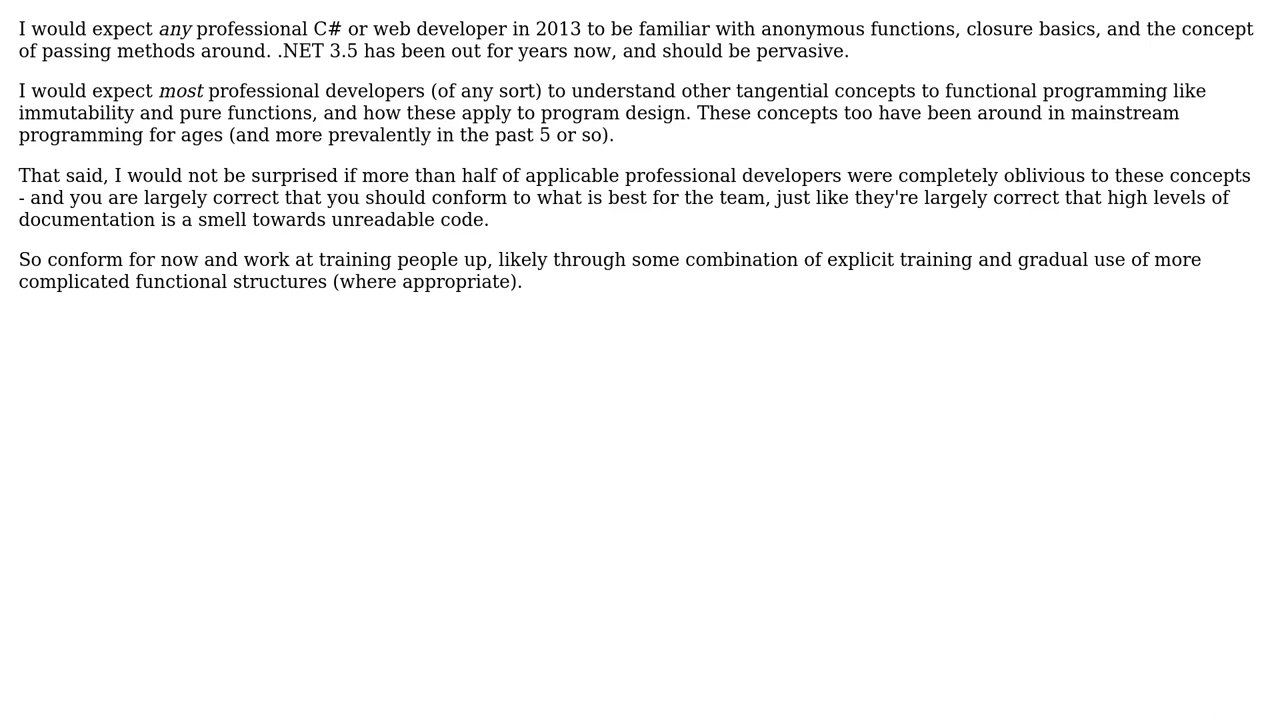 I would expect any professional C# or web developer in 2013 to be familiar with anonymous functions, closure basics, and the concept
of passing methods around. .NET 3.5 has been out for years now, and should be pervasive.
I would expect most professional developers (of any sort) to understand other tangential concepts to functional programming like
immutability and pure functions, and how these apply to program design. These concepts too have been around in mainstream
programming for ages (and more prevalently in the past 5 or so).
That said, I would not be surprised if more than half of applicable professional developers were completely oblivious to these concepts
- and you are largely correct that you should conform to what is best for the team, just like they're largely correct that high levels of
documentation is a smell towards unreadable code.
So conform for now and work at training people up, likely through some combination of explicit training and gradual use of more
complicated functional structures (where appropriate).